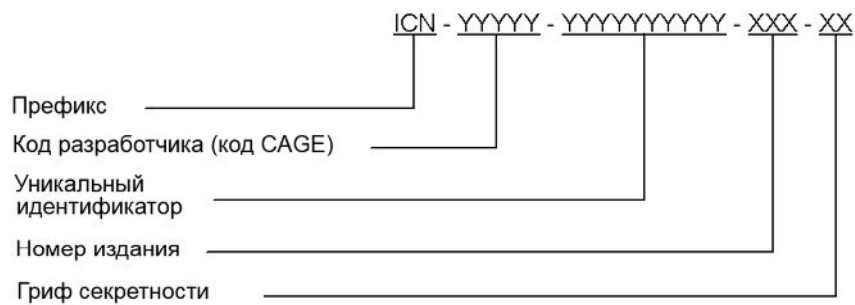 ICN - YYYYY - YYYYYYYYYY - XXX - XX
Префикс
Код разработчика (код CAGE)
Уникальный
идентификатор
Номер издания
Гриф секретности